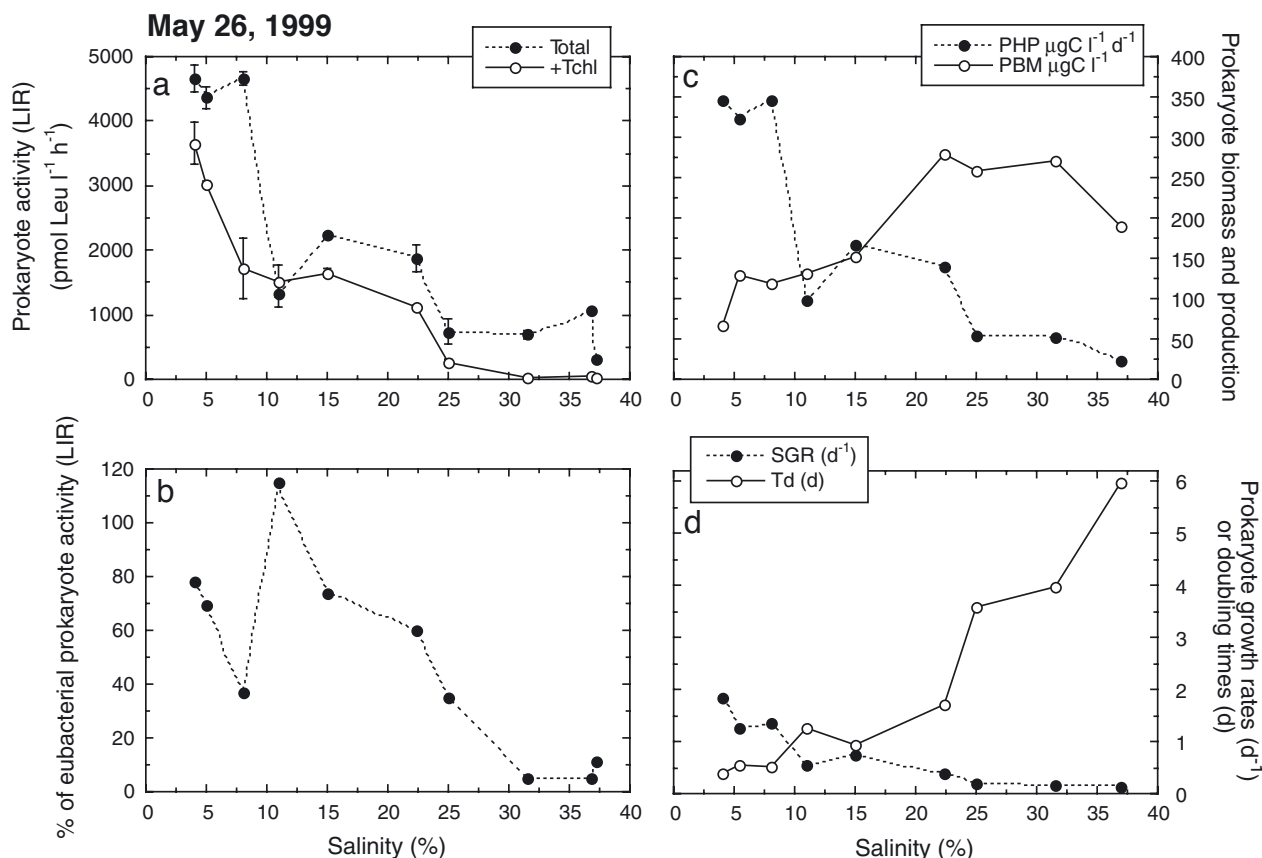 May 26, 1999
Total
+Tchl
a
Prokaryote activity (LIR)
(pmol Leu l⁻¹ h⁻¹)
5000
4000
3000
2000
1000
0
0 5 10 15 20 25 30 35 40
PHP µgC l⁻¹ d⁻¹
PBM µgC l⁻¹
c
400
350
300
250
200
150
100
50
0
Prokaryote biomass and production
0 5 10 15 20 25 30 35 40
b
% of eubacterial prokaryote activity (LIR)
120
100
80
60
40
20
0
0 5 10 15 20 25 30 35 40
Salinity (%)
SGR (d⁻¹)
Td (d)
d
6
5
4
3
2
1
0
Prokaryote growth rates (d⁻¹)
or doubling times (d)
0 5 10 15 20 25 30 35 40
Salinity (%)